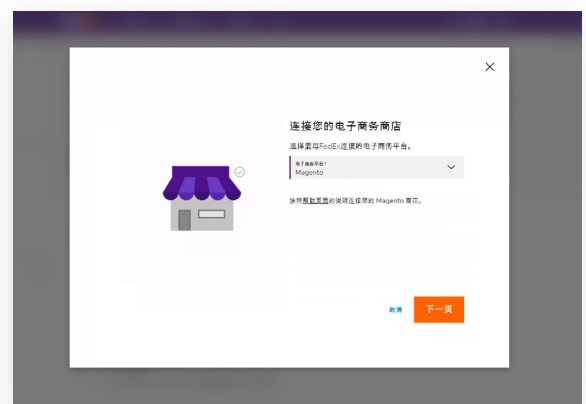 连接您的电子商务商店
选择要与FedEx连接的电子商务平台。
电子商务平台*
Magento
按照帮助页面的说明连接您的 Magento 商店。
取消
下一页